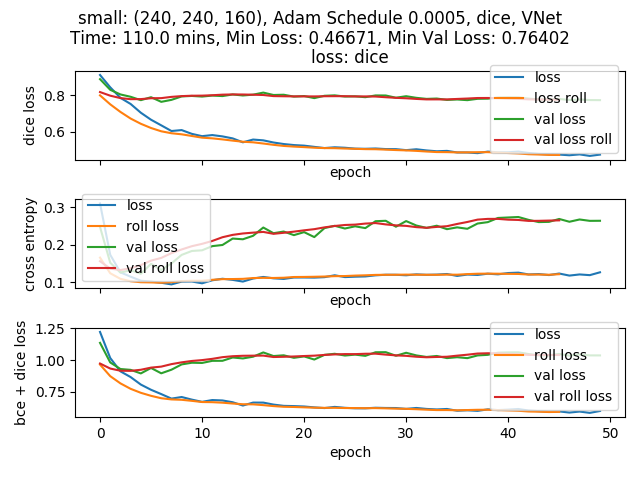 small: (240, 240, 160), Adam Schedule 0.0005, dice, VNet
Time: 110.0 mins, Min Loss: 0.46671, Min Val Loss: 0.76402
loss: dice
dice loss
0.8
0.6
loss
loss roll
val loss
val loss roll
epoch
cross entropy
0.3
0.2
0.1
loss
roll loss
val loss
val roll loss
epoch
bce + dice loss
1.25
1.00
0.75
loss
roll loss
val loss
val roll loss
0
10
20
30
40
50
epoch